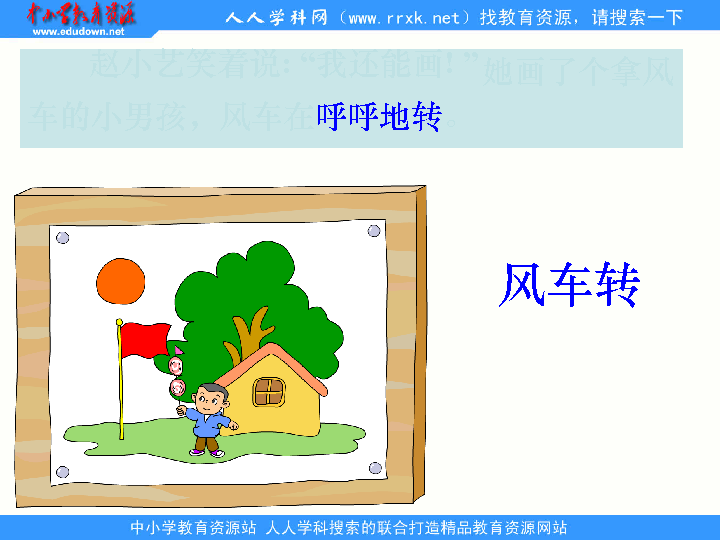 中小学教育资源
www.edudown.net
人人学科网（www.rrxk.net）找教育资源，请搜索一下
赵小艺笑着说：“我还能画！”她画了个拿风
车的小男孩，风车在
呼呼地转
风车转
中小学教育资源站 人人学科搜索的联合打造精品教育资源网站